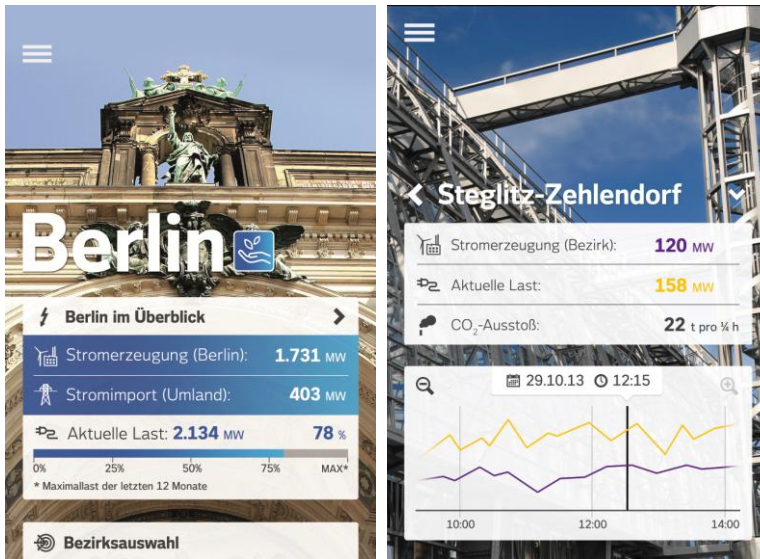 Berlin
Berlin im Überblick
Stromerzeugung (Berlin): 1.731 MW
Stromimport (Umland): 403 MW
Aktuelle Last: 2.134 MW 78 %
0% 25% 50% 75% MAX*
* Maximallast der letzten 12 Monate
Bezirksauswahl
Steglitz-Zehlendorf
Stromerzeugung (Bezirk): 120 MW
Aktuelle Last: 158 MW
CO₂-Ausstoß: 22 t pro ¼ h
29.10.13 12:15
10:00 12:00 14:00